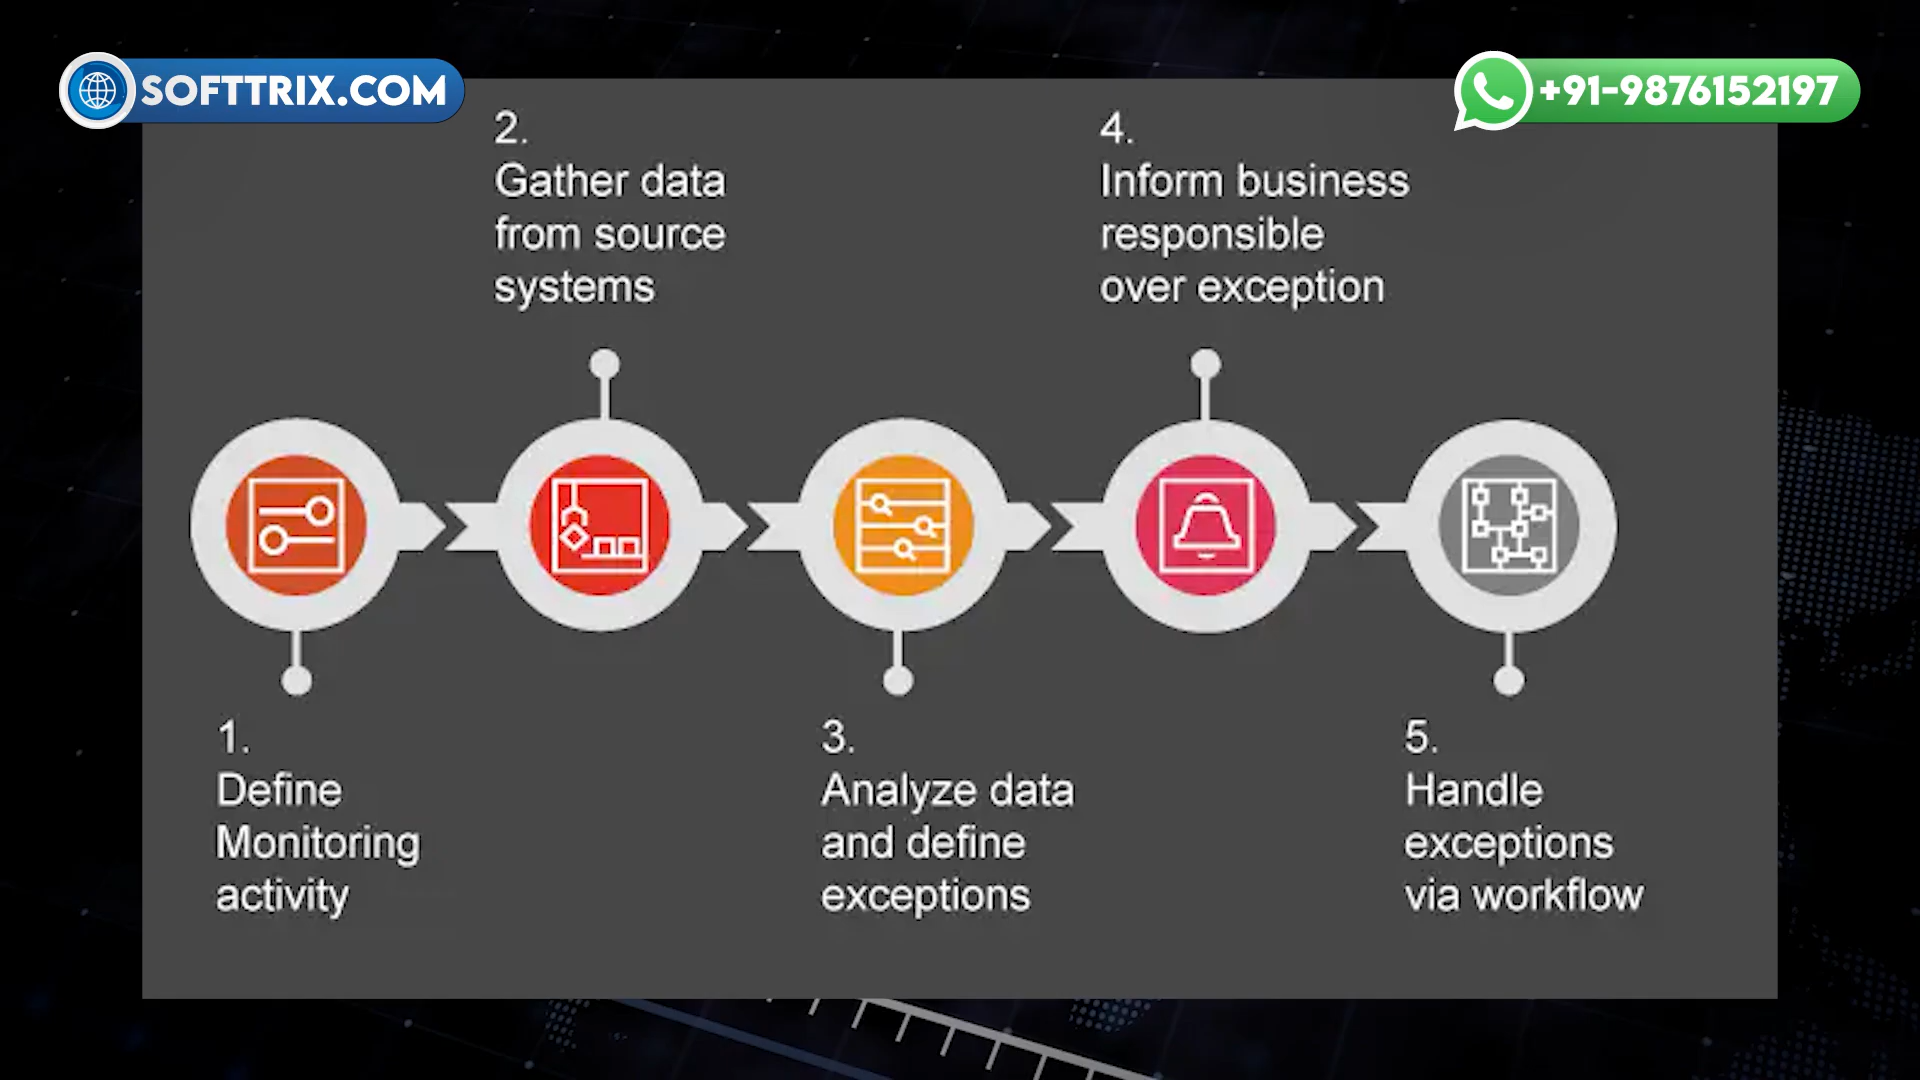 SOFTTRIX.COM
+91-9876152197
1.
Define
Monitoring
activity
2.
Gather data
from source
systems
3.
Analyze data
and define
exceptions
4.
Inform business
responsible
over exception
5.
Handle
exceptions
via workflow